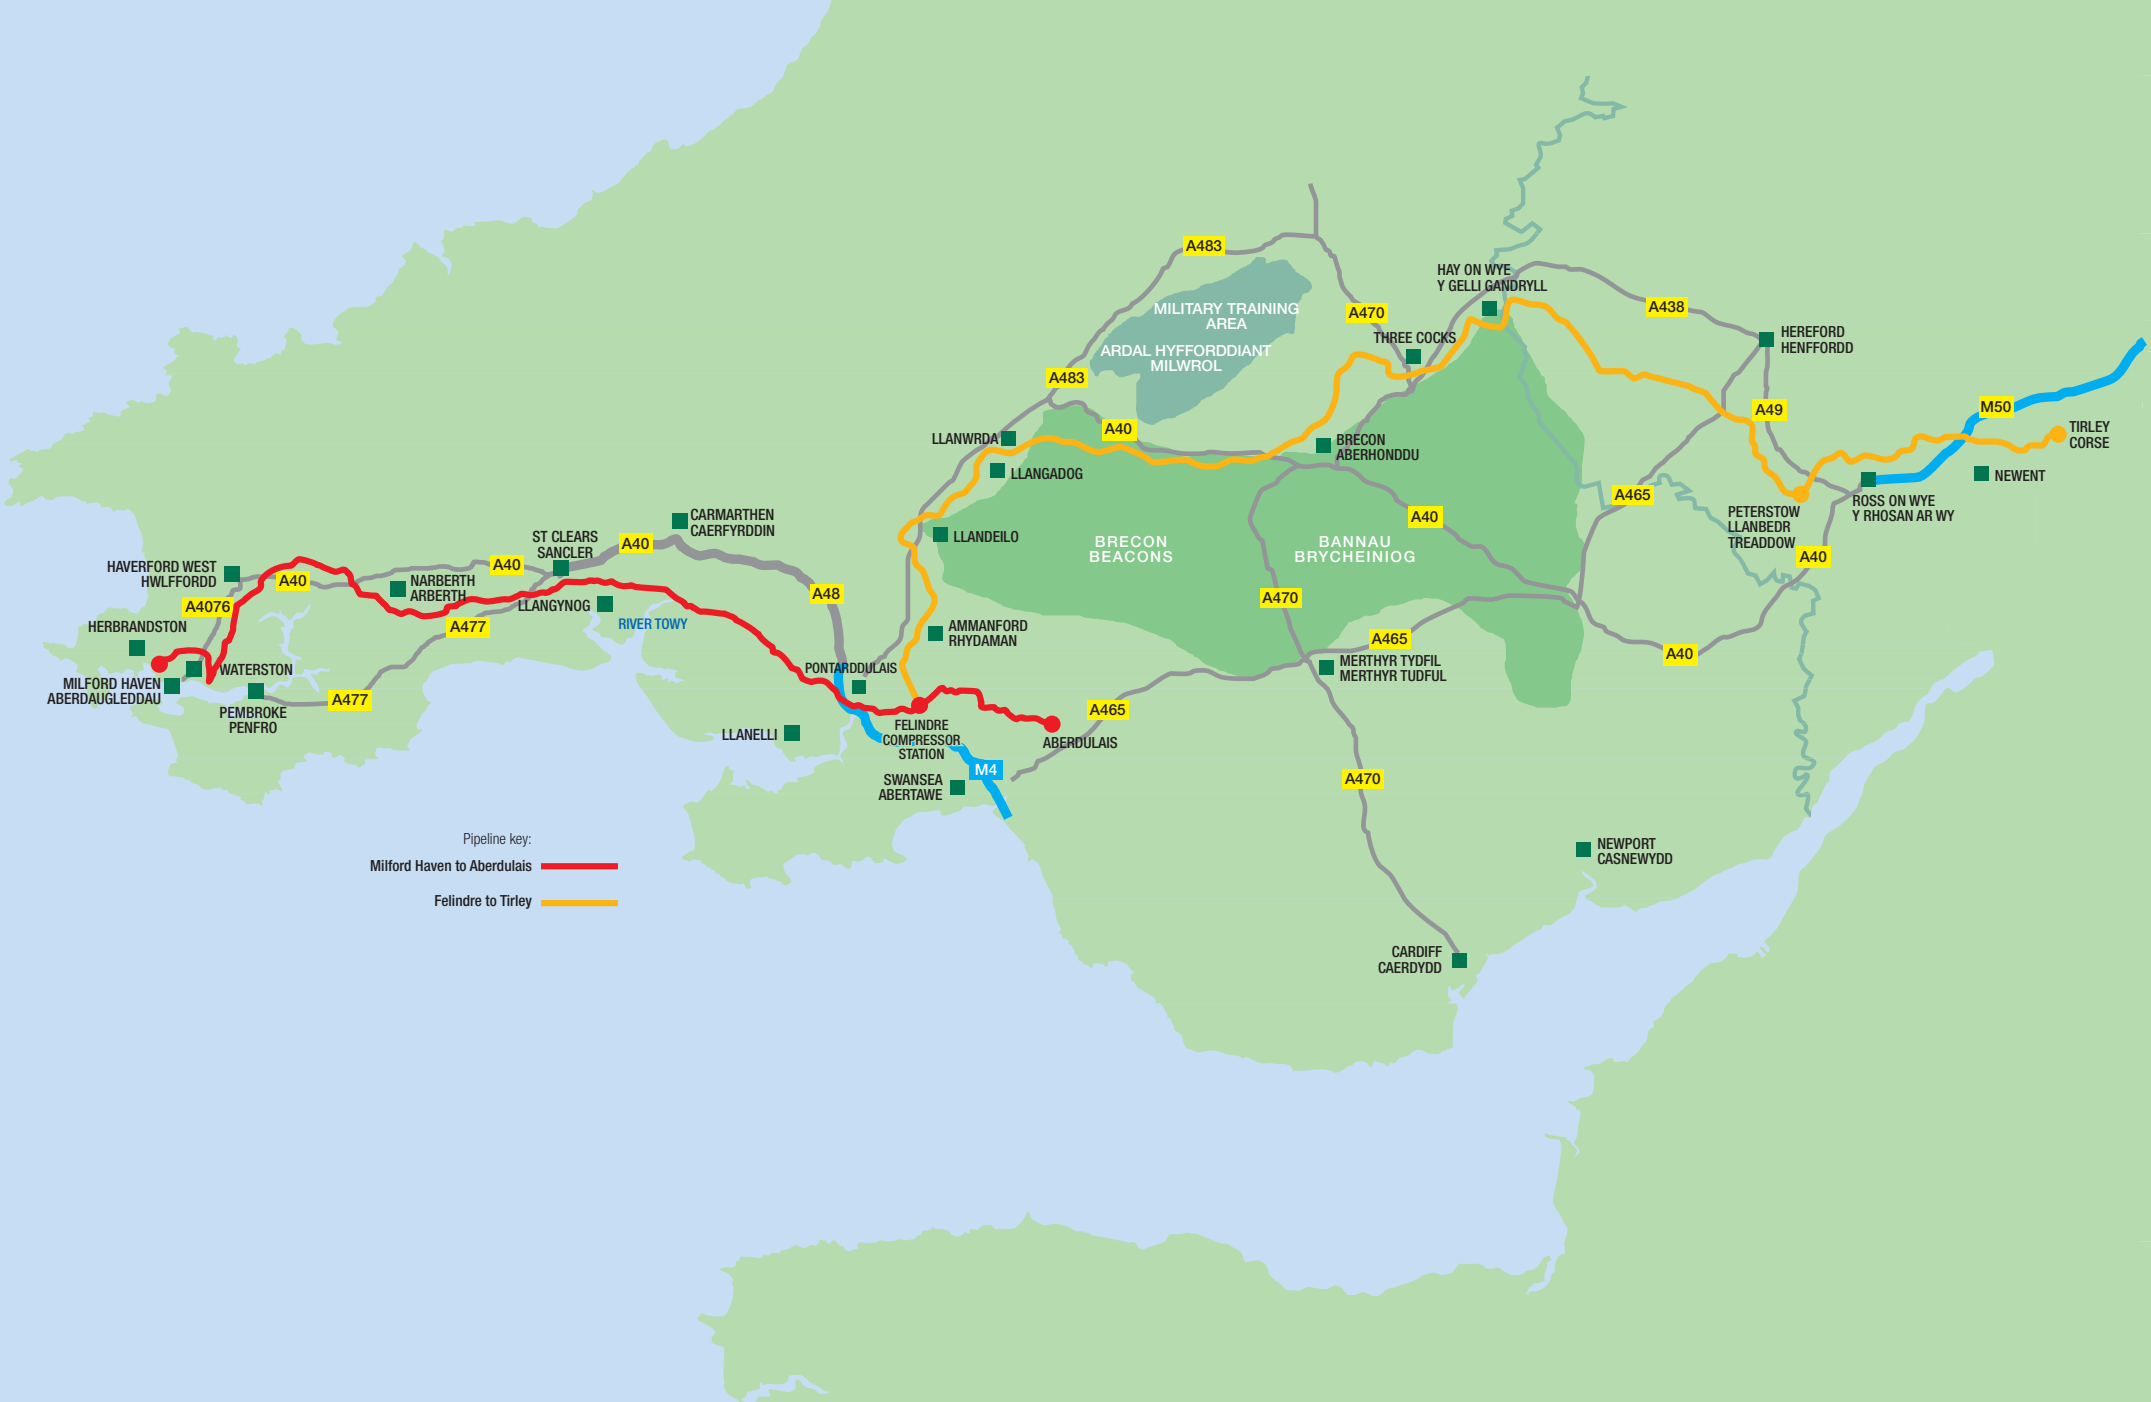 A483
HAY ON WYE
Y GELLI GANDRYLL
MILITARY TRAINING
AREA
ARDAL HYFFORDDIANT
MILWROL
A470
A438
THREE COCKS
HEREFORD
HENFFORDD
A483
A49
M50
LLANWRDA
A40
BRECON
ABERHONDDU
TIRLEY
CORSE
LLANGADOG
NEWENT
A465
ROSS ON WYE
Y RHOSAN AR WY
PETERSTOW
LLANBEDR
TREADDOW
CARMARTHEN
CAERFYRDDIN
A40
ST CLEARS
SANCLER
A40
LLANDEILO
BRECON
BEACONS
BANNAU
BRYCHEINIOG
A40
HAVERFORD WEST
HWLFFORDD
A40
A40
NARBERTH
ARBERTH
A48
A4076
LLANGYNOG
A470
HERBRANDSTON
A477
RIVER TOWY
AMMANFORD
RHYDAMAN
A465
A40
WATERSTON
PONTARDDULAIS
MERTHYR TYDFIL
MERTHYR TUDFUL
MILFORD HAVEN
ABERDAUGLEDDAU
A477
PEMBROKE
PENFRO
A465
LLANELLI
FELINDRE
COMPRESSOR
STATION
ABERDULAIS
M4
SWANSEA
ABERTAWE
A470
Pipeline key:
Milford Haven to Aberdulais
Felindre to Tirley
NEWPORT
CASNEWYDD
CARDIFF
CAERDYDD